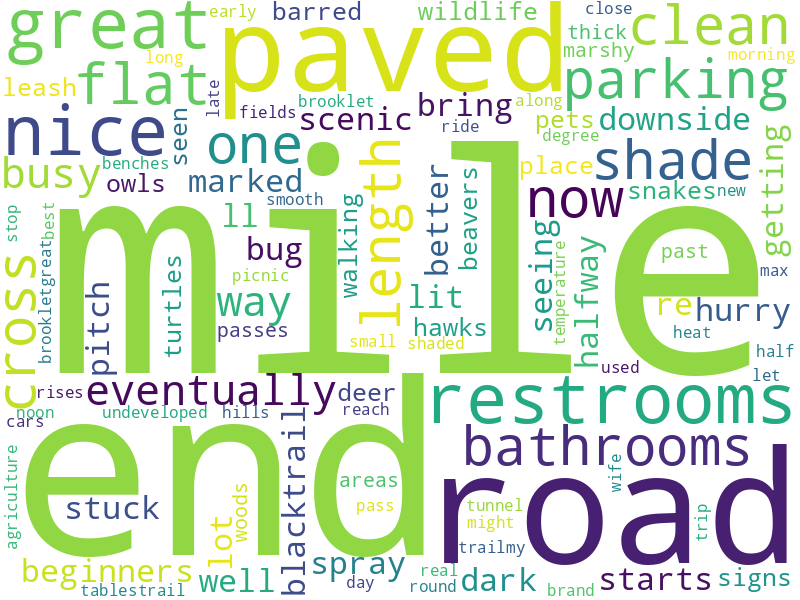 great
early
barred
wildlife
close
clean
long
paved
thick
marshy
morning
leash
flat
late
fields
brooklet
bring
along
parking
nice
seen
one
scenic
ride
pets
degree
downside
busy
benches
owls
marked
smooth
length
better
beavers
place
shade
getting
stop
best
ll
bug
walking
now
snakes
new
mile
cross
brookletgreat
pitch
turtles
picnic
way
passes
lit
hawks
seeing
temperature
halfway
past
re
hurry
max
heat
small
shaded
half
rises
eventually
deer
used
let
noon
undeveloped
hills
reach
restrooms
cars
end
blacktrail
bathrooms
road
agriculture
stuck
areas
pass
wife
tunnel
might
trip
lot
woods
trailmy
beginners
well
spray
real
dark
starts
signs
tablestrail
day
round
brand